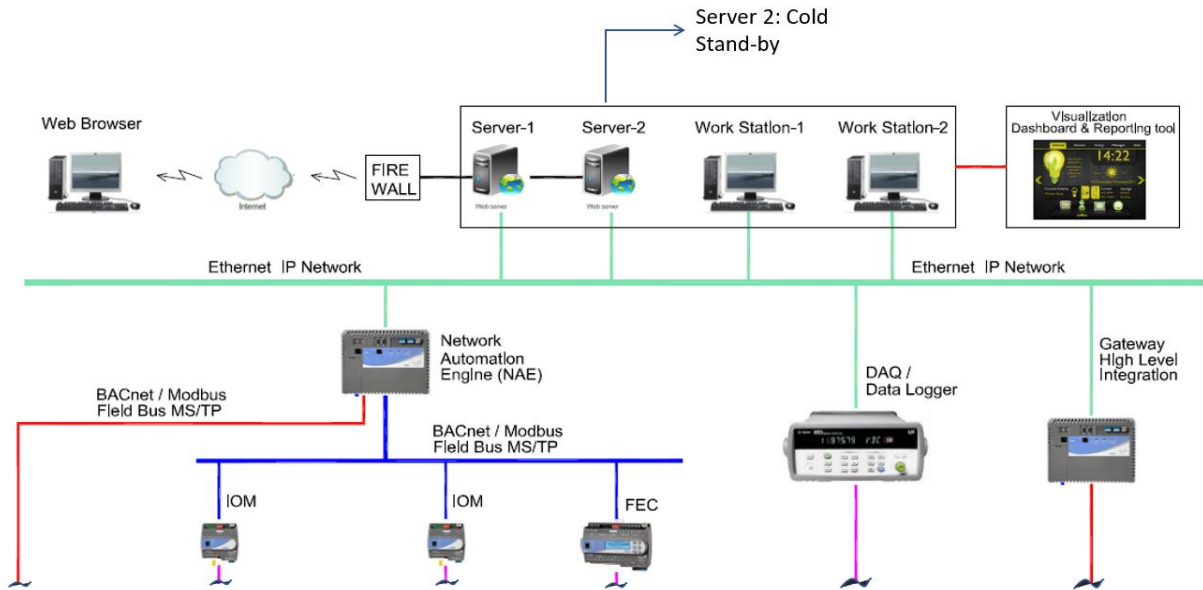 Server 2: Cold
Stand-by
Web Browser
Internet
FIRE
WALL
Server-1
Web server
Server-2
Web server
Work Station-1
Work Station-2
Visualization
Dashboard & Reporting tool
14:22
Ethernet IP Network
Ethernet IP Network
Network
Automation
Engine (NAE)
DAQ /
Data Logger
Gateway
High Level
Integration
BACnet / Modbus
Field Bus MS/TP
BACnet / Modbus
Field Bus MS/TP
IOM
IOM
FEC